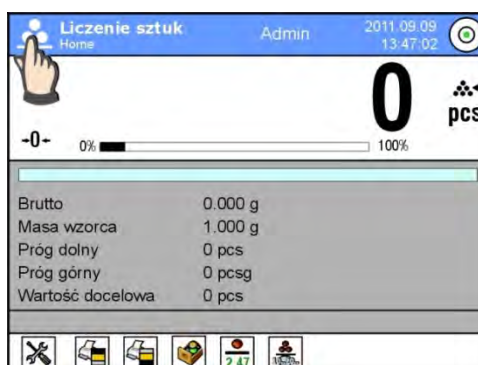 Liczenie sztuk Admin 2011.09.09
Home 13:47:02
0
pcs
→0← 0% 100%
Brutto 0.000 g
Masa wzorca 1.000 g
Próg dolny 0 pcs
Próg górny 0 pcsg
Wartość docelowa 0 pcs
2.47